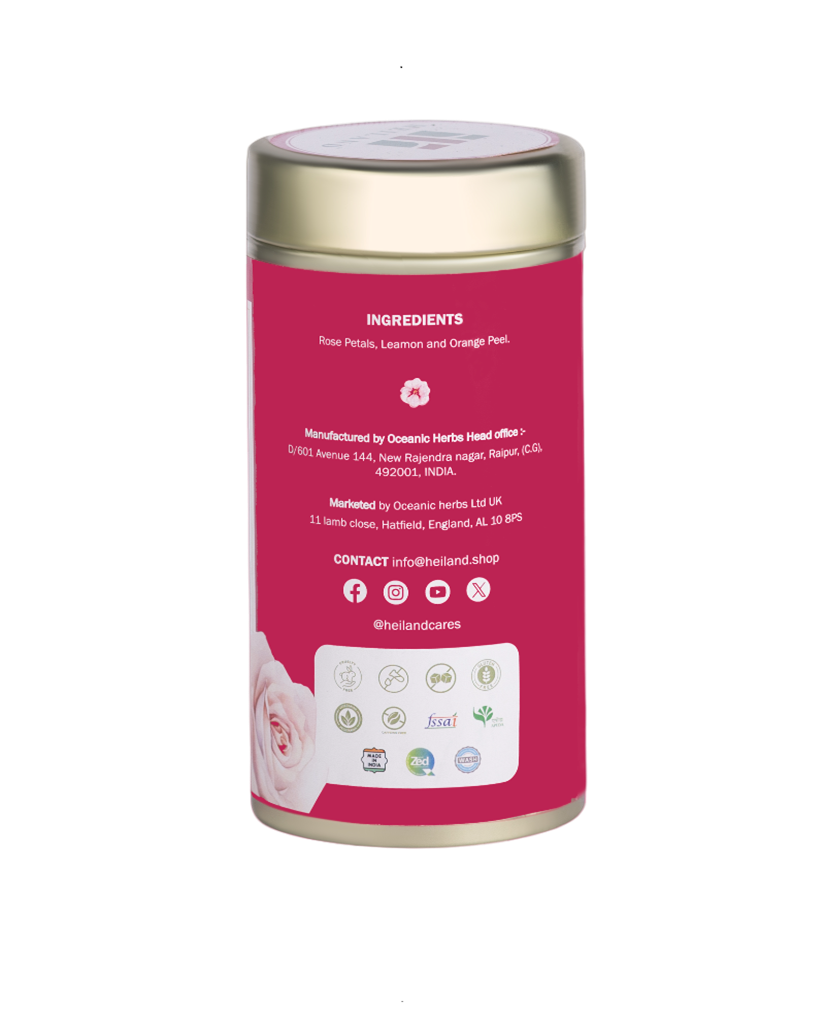 INGREDIENTS
Rose Petals, Leamon and Orange Peel.
Manufactured by Oceanic Herbs Head office :-
D/601 Avenue 144, New Rajendra nagar, Raipur, (C.G),
492001, INDIA.
Marketed by Oceanic herbs Ltd UK
11 lamb close, Hatfield, England, AL 10 8PS
CONTACT info@heiland.shop
@heilandcares
FREE
fssai
MADE
IN
INDIA
Zed
WASH